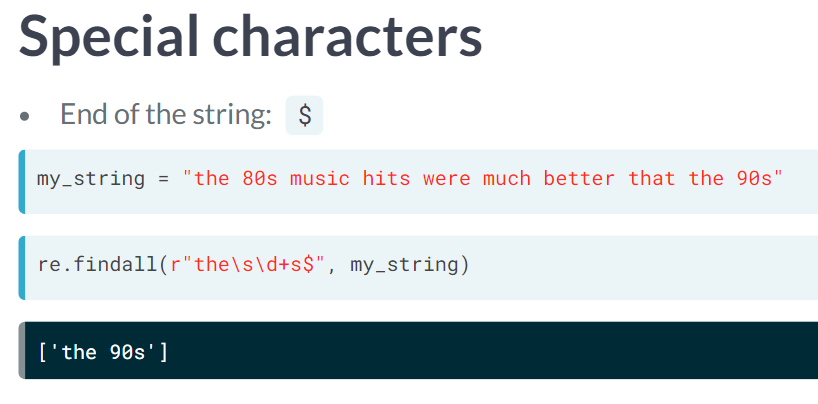 Special characters
• End of the string: $
my_string = "the 80s music hits were much better that the 90s"
re.findall(r"the\s\d+s$", my_string)
['the 90s']